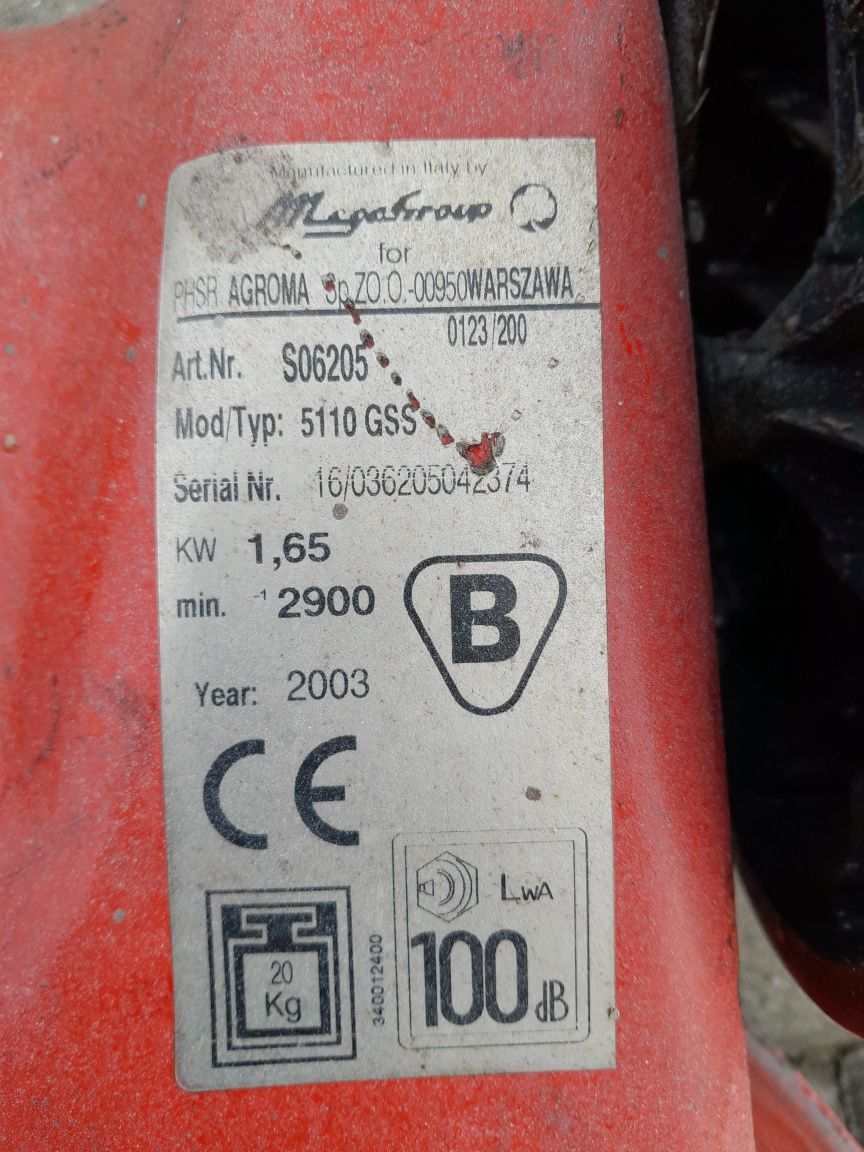 Manufactured in Italy by
MegaGroup
for
PHSR AGROMA Sp.ZO.O.-00950WARSZAWA
0123/200
Art.Nr. S06205
Mod/Typ: 5110 GSS
Serial Nr. 16/036205042374
KW 1,65
min. -1 2900
B
Year: 2003
CE
LWA
100 dB
20
Kg
340012400